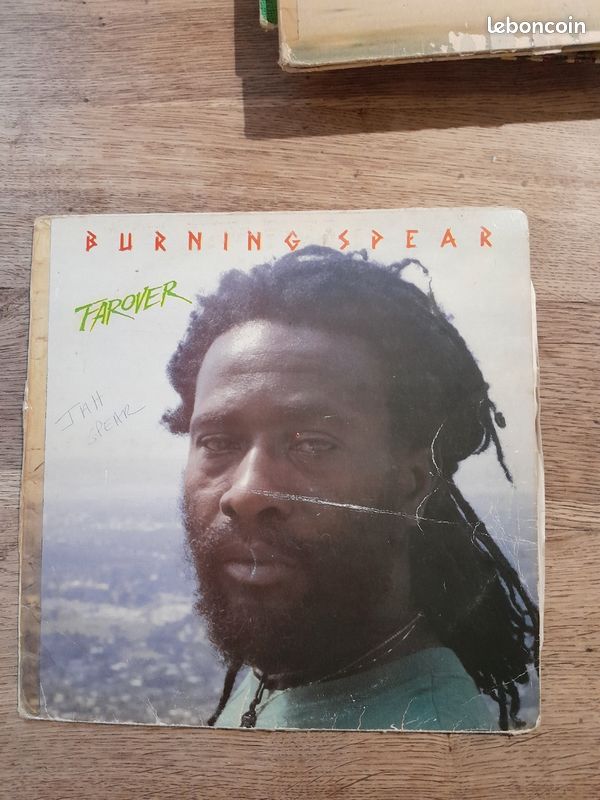 leboncoin
BURNING SPEAR
FAROVER
JAH
SPEAR